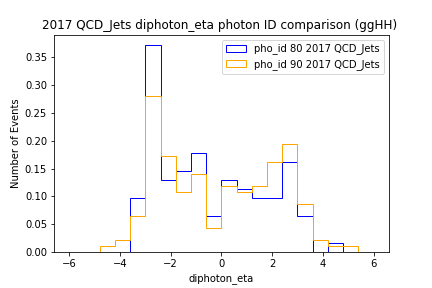 2017 QCD_Jets diphoton_eta photon ID comparison (ggHH)
pho_id 80 2017 QCD_Jets
pho_id 90 2017 QCD_Jets
Number of Events
0.35
0.30
0.25
0.20
0.15
0.10
0.05
0.00
−6 −4 −2 0 2 4 6
diphoton_eta